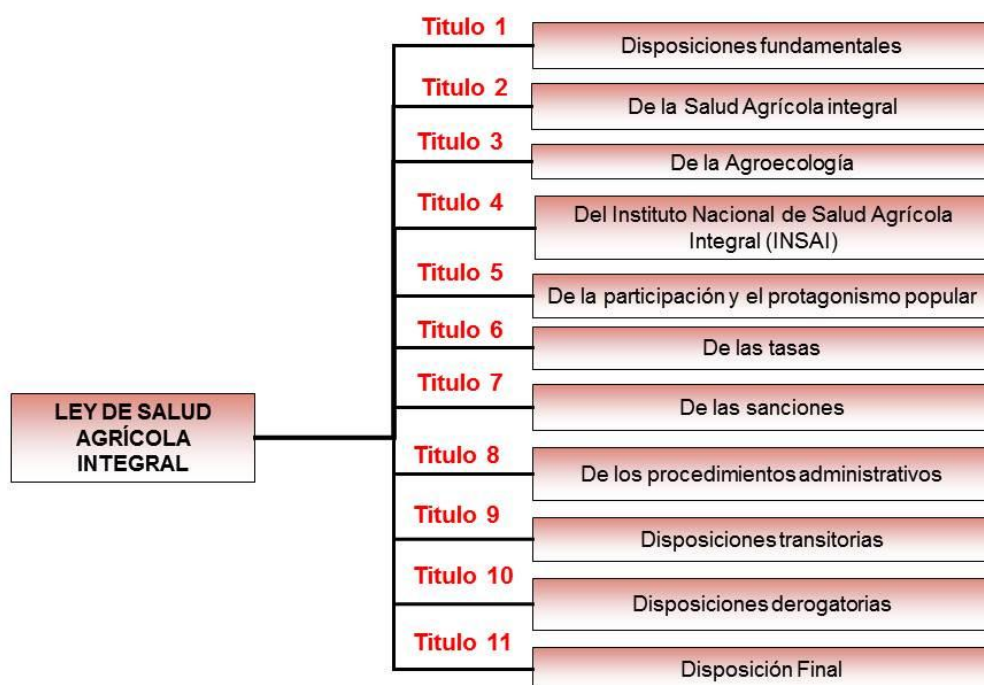 Titulo 1
Disposiciones fundamentales
Titulo 2
De la Salud Agrícola integral
Titulo 3
De la Agroecología
Titulo 4
Del Instituto Nacional de Salud Agrícola
Integral (INSAI)
Titulo 5
De la participación y el protagonismo popular
Titulo 6
De las tasas
Titulo 7
De las sanciones
LEY DE SALUD
AGRÍCOLA
INTEGRAL
Titulo 8
De los procedimientos administrativos
Titulo 9
Disposiciones transitorias
Titulo 10
Disposiciones derogatorias
Titulo 11
Disposición Final